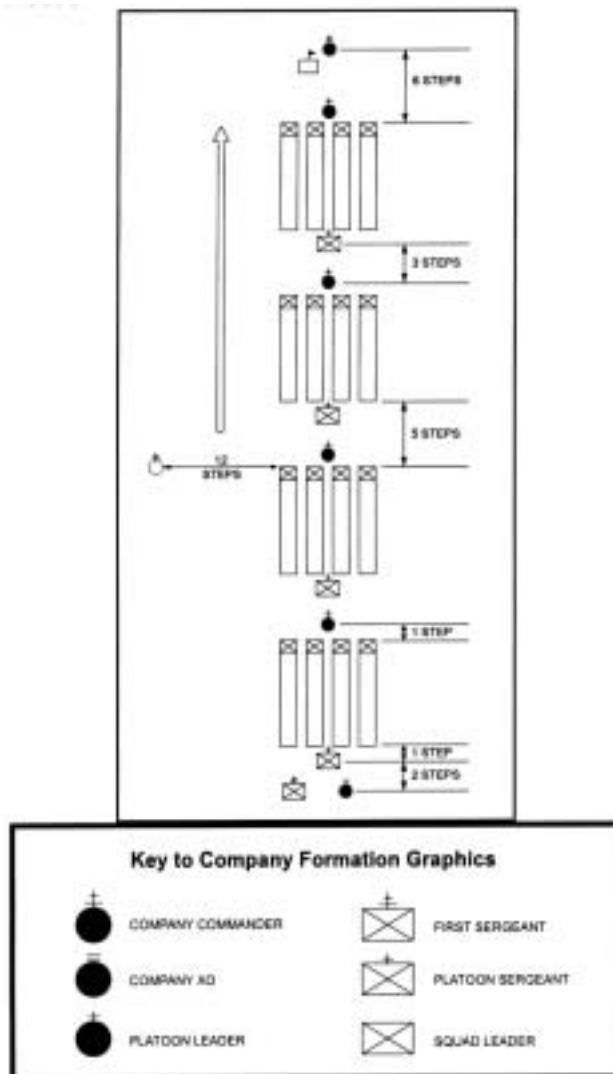 6 STEPS
3 STEPS
5 STEPS
12
STEPS
1 STEP
1 STEP
2 STEPS
Key to Company Formation Graphics
COMPANY COMMANDER
FIRST SERGEANT
COMPANY XO
PLATOON SERGEANT
PLATOON LEADER
SQUAD LEADER